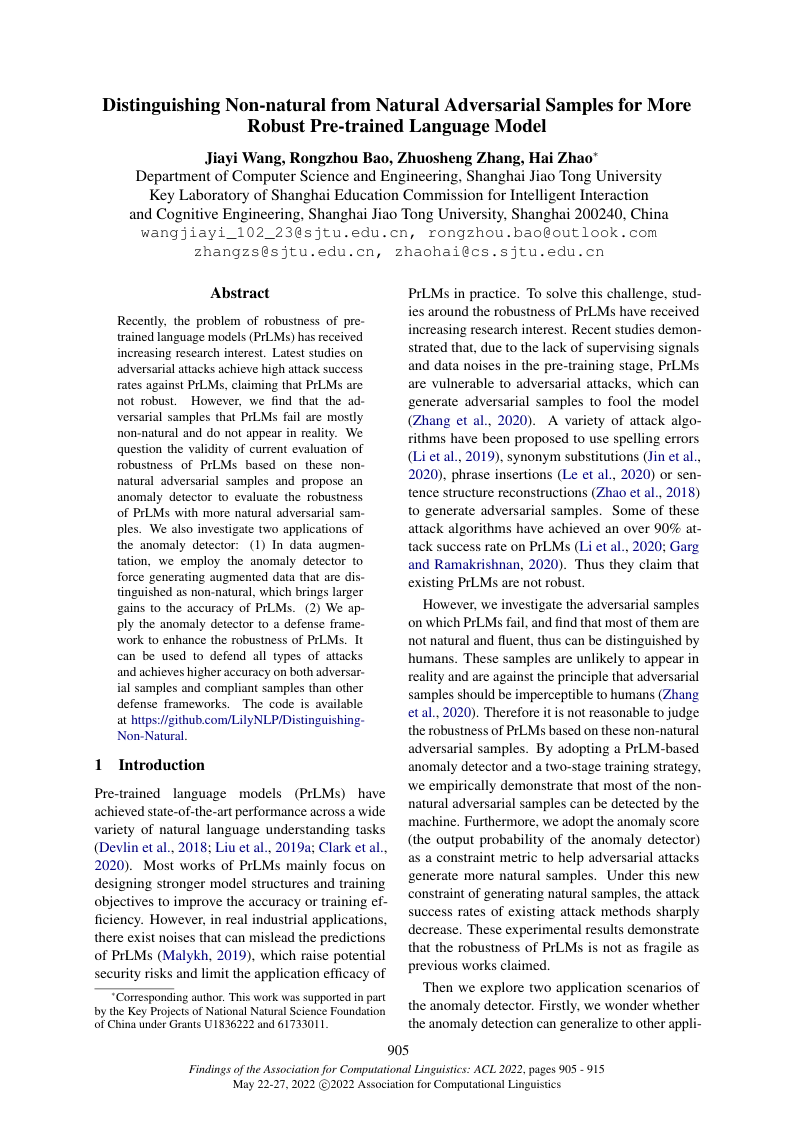 Distinguishing Non-natural from Natural Adversarial Samples for More
Robust Pre-trained Language Model
Jiayi Wang, Rongzhou Bao, Zhuosheng Zhang, Hai Zhao*
Department of Computer Science and Engineering, Shanghai Jiao Tong University
Key Laboratory of Shanghai Education Commission for Intelligent Interaction
and Cognitive Engineering, Shanghai Jiao Tong University, Shanghai 200240, China
wangjiayi_102_23@sjtu.edu.cn, rongzhou.bao@outlook.com
zhangzs@sjtu.edu.cn, zhaohai@cs.sjtu.edu.cn
Abstract
Recently, the problem of robustness of pre-
trained language models (PrLMs) has received
increasing research interest. Latest studies on
adversarial attacks achieve high attack success
rates against PrLMs, claiming that PrLMs are
not robust. However, we find that the ad-
versarial samples that PrLMs fail are mostly
non-natural and do not appear in reality. We
question the validity of current evaluation of
robustness of PrLMs based on these non-
natural adversarial samples and propose an
anomaly detector to evaluate the robustness
of PrLMs with more natural adversarial sam-
ples. We also investigate two applications of
the anomaly detector: (1) In data augmen-
tation, we employ the anomaly detector to
force generating augmented data that are dis-
tinguished as non-natural, which brings larger
gains to the accuracy of PrLMs. (2) We ap-
ply the anomaly detector to a defense frame-
work to enhance the robustness of PrLMs. It
can be used to defend all types of attacks
and achieves higher accuracy on both adversar-
ial samples and compliant samples than other
defense frameworks. The code is available
at https://github.com/LilyNLP/Distinguishing-
Non-Natural.
1 Introduction
Pre-trained language models (PrLMs) have
achieved state-of-the-art performance across a wide
variety of natural language understanding tasks
(Devlin et al., 2018; Liu et al., 2019a; Clark et al.,
2020). Most works of PrLMs mainly focus on
designing stronger model structures and training
objectives to improve the accuracy or training ef-
ficiency. However, in real industrial applications,
there exist noises that can mislead the predictions
of PrLMs (Malykh, 2019), which raise potential
security risks and limit the application efficacy of
*Corresponding author. This work was supported in part
by the Key Projects of National Natural Science Foundation
of China under Grants U1836222 and 61733011.
PrLMs in practice. To solve this challenge, stud-
ies around the robustness of PrLMs have received
increasing research interest. Recent studies demon-
strated that, due to the lack of supervising signals
and data noises in the pre-training stage, PrLMs
are vulnerable to adversarial attacks, which can
generate adversarial samples to fool the model
(Zhang et al., 2020). A variety of attack algo-
rithms have been proposed to use spelling errors
(Li et al., 2019), synonym substitutions (Jin et al.,
2020), phrase insertions (Le et al., 2020) or sen-
tence structure reconstructions (Zhao et al., 2018)
to generate adversarial samples. Some of these
attack algorithms have achieved an over 90% at-
tack success rate on PrLMs (Li et al., 2020; Garg
and Ramakrishnan, 2020). Thus they claim that
existing PrLMs are not robust.
However, we investigate the adversarial samples
on which PrLMs fail, and find that most of them are
not natural and fluent, thus can be distinguished by
humans. These samples are unlikely to appear in
reality and are against the principle that adversarial
samples should be imperceptible to humans (Zhang
et al., 2020). Therefore it is not reasonable to judge
the robustness of PrLMs based on these non-natural
adversarial samples. By adopting a PrLM-based
anomaly detector and a two-stage training strategy,
we empirically demonstrate that most of the non-
natural adversarial samples can be detected by the
machine. Furthermore, we adopt the anomaly score
(the output probability of the anomaly detector)
as a constraint metric to help adversarial attacks
generate more natural samples. Under this new
constraint of generating natural samples, the attack
success rates of existing attack methods sharply
decrease. These experimental results demonstrate
that the robustness of PrLMs is not as fragile as
previous works claimed.
Then we explore two application scenarios of
the anomaly detector. Firstly, we wonder whether
the anomaly detection can generalize to other appli-
905
Findings of the Association for Computational Linguistics: ACL 2022, pages 905 - 915
May 22-27, 2022 ©2022 Association for Computational Linguistics